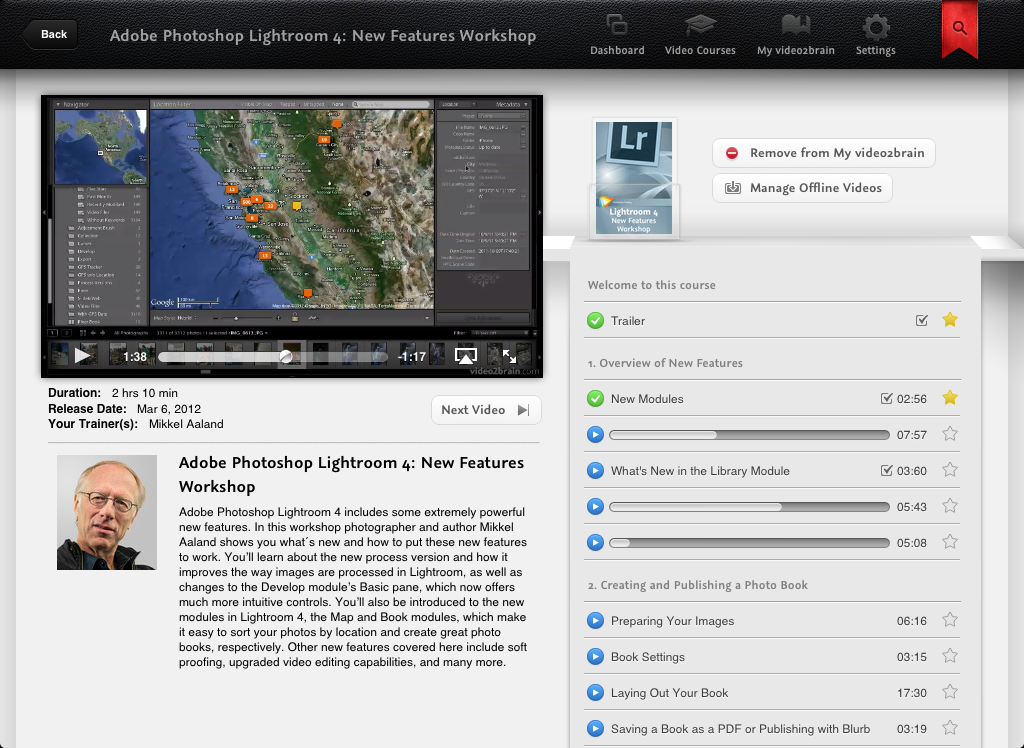 Back
Adobe Photoshop Lightroom 4: New Features Workshop
Dashboard
Video Courses
My video2brain
Settings
Navigator
Location Filter:
Metadata
California
Google
1:38
-1:17
video2brain.com
Duration: 2 hrs 10 min
Release Date: Mar 6, 2012
Your Trainer(s): Mikkel Aaland
Next Video
Adobe Photoshop Lightroom 4: New Features
Workshop
Adobe Photoshop Lightroom 4 includes some extremely powerful
new features. In this workshop photographer and author Mikkel
Aaland shows you what´s new and how to put these new features
to work. You'll learn about the new process version and how it
improves the way images are processed in Lightroom, as well as
changes to the Develop module's Basic pane, which now offers
much more intuitive controls. You'll also be introduced to the new
modules in Lightroom 4, the Map and Book modules, which make
it easy to sort your photos by location and create great photo
books, respectively. Other new features covered here include soft
proofing, upgraded video editing capabilities, and many more.
Lr
Lightroom 4
New Features
Workshop
Remove from My video2brain
Manage Offline Videos
Welcome to this course
Trailer
1. Overview of New Features
New Modules 02:56
07:57
What's New in the Library Module 03:60
05:43
05:08
2. Creating and Publishing a Photo Book
Preparing Your Images 06:16
Book Settings 03:15
Laying Out Your Book 17:30
Saving a Book as a PDF or Publishing with Blurb 03:19